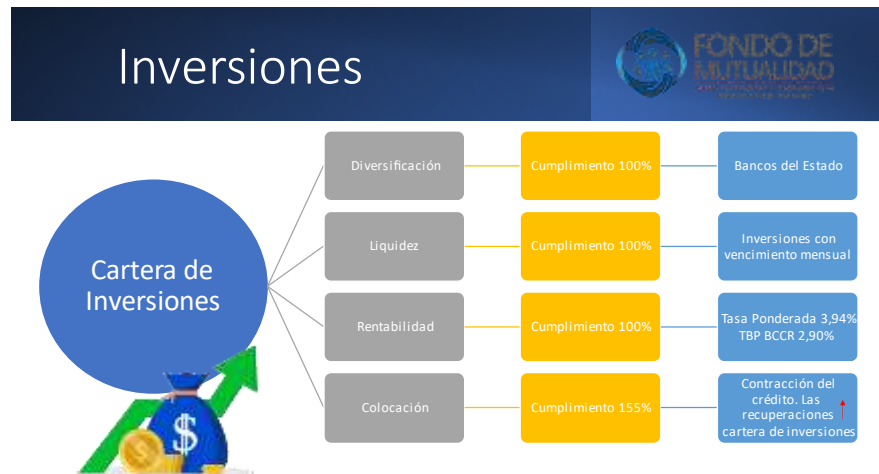 Inversiones
FONDO DE
MUTUALIDAD
Cartera de
Inversiones
Diversificación
Cumplimiento 100%
Bancos del Estado
Liquidez
Cumplimiento 100%
Inversiones con
vencimiento mensual
Rentabilidad
Cumplimiento 100%
Tasa Ponderada 3,94%
TBP BCCR 2,90%
Colocación
Cumplimiento 155%
Contracción del
crédito. Las
recuperaciones
cartera de inversiones
$